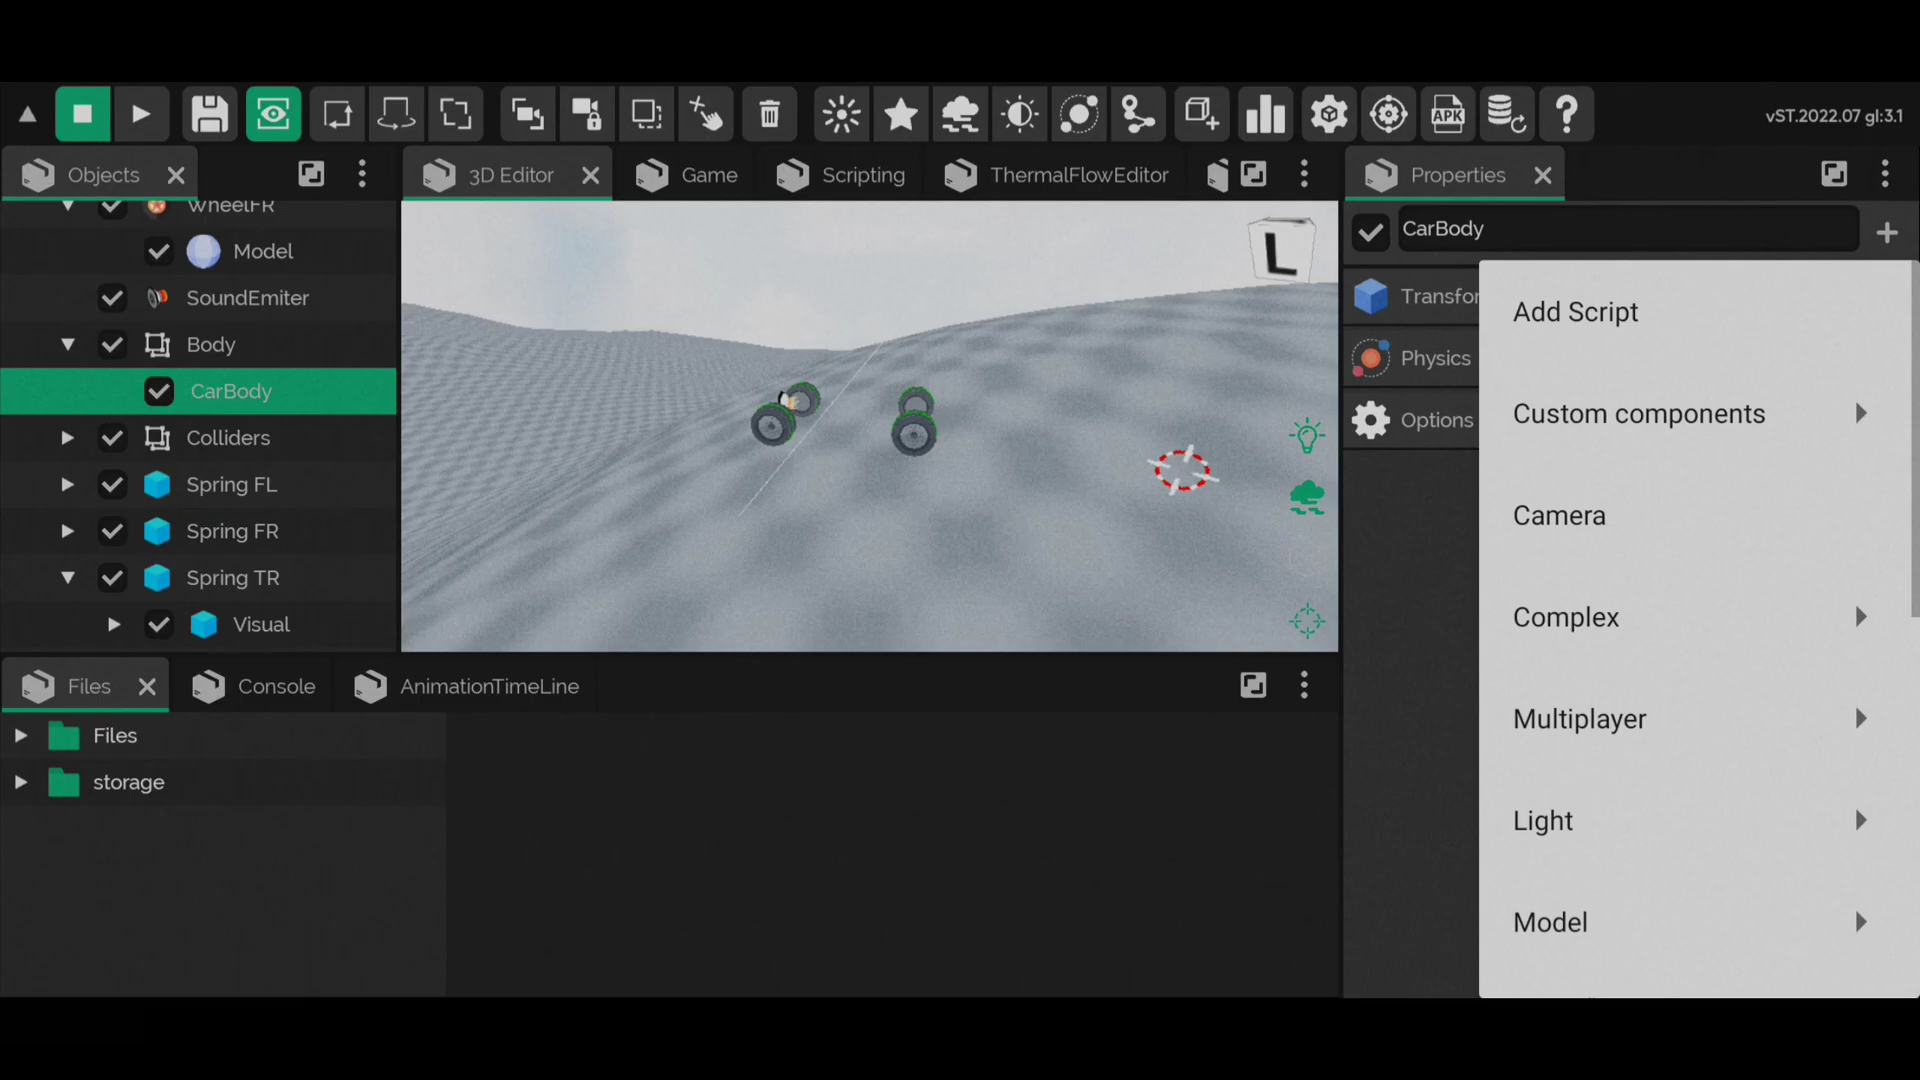 APK
vST.2022.07 gl:3.1
Objects
3D Editor
Game
Scripting
ThermalFlowEditor
Properties
WheelFR
Model
SoundEmiter
Body
CarBody
Colliders
Spring FL
Spring FR
Spring TR
Visual
L
CarBody
Transfor
Physics
Options
Add Script
Custom components
Camera
Complex
Multiplayer
Light
Model
Files
Console
AnimationTimeLine
Files
storage